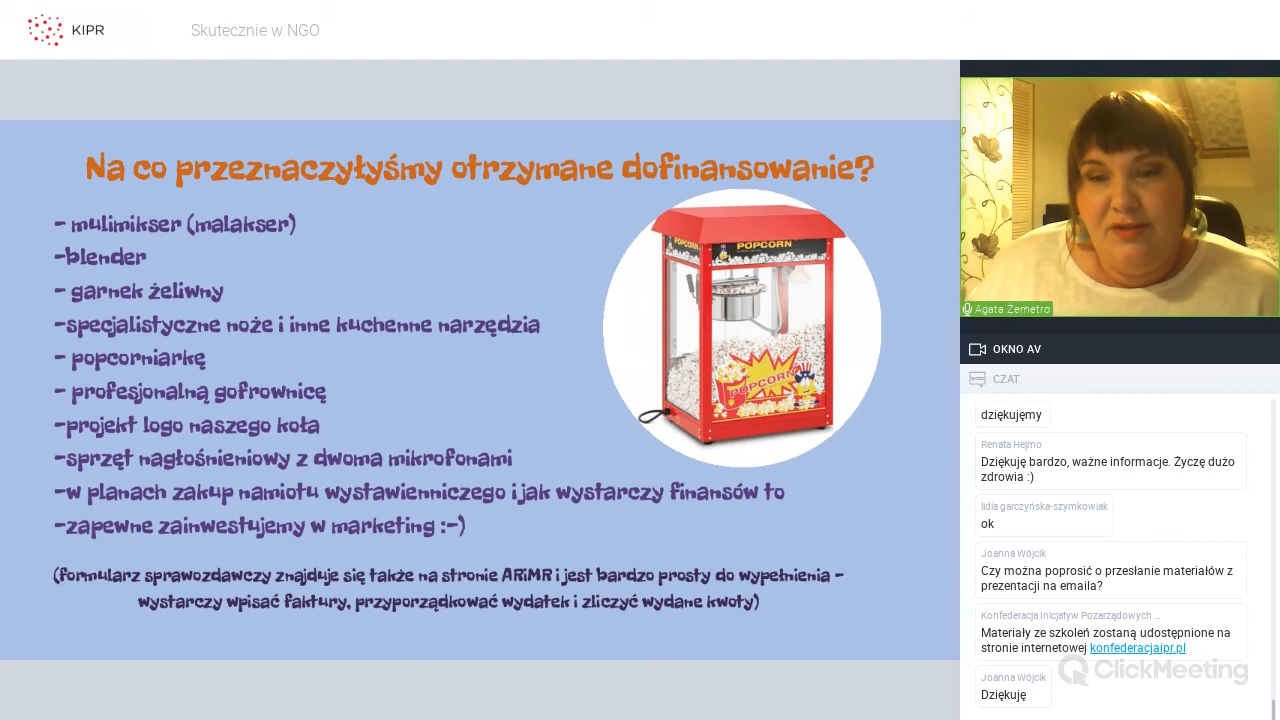 KIPR
Skutecznie w NGO
Na co przeznaczyłyśmy otrzymane dofinansowanie?
- mulimikser (malakser)
-blender
- garnek żeliwny
-specjalistyczne noże i inne kuchenne narzędzia
- popcorniarkę
- profesjonalną gofrownicę
-projekt logo naszego koła
-sprzęt nagłośnieniowy z dwoma mikrofonami
-w planach zakup namiotu wystawienniczego i jak wystarczy finansów to
-zapewne zainwestujemy w marketing :-)
(formularz sprawozdawczy znajduje się także na stronie ARiMR i jest bardzo prosty do wypełnienia -
wystarczy wpisać faktury, przyporządkować wydatek i zliczyć wydane kwoty)
POPCORN
POPCORN
POPCORN
Agata Żemetro
OKNO AV
CZAT
dziękujęmy
Renata Hejmo
Dziękuję bardzo, ważne informacje. Życzę dużo
zdrowia :)
lidia garczyńska-szymkowiak
ok
Joanna Wójcik
Czy można poprosić o przesłanie materiałów z
prezentacji na emaila?
Konfederacja Inicjatyw Pozarządowych ...
Materiały ze szkoleń zostaną udostępnione na
stronie internetowej konfederacjaipr.pl
Joanna Wójcik
Dziękuję
ClickMeeting